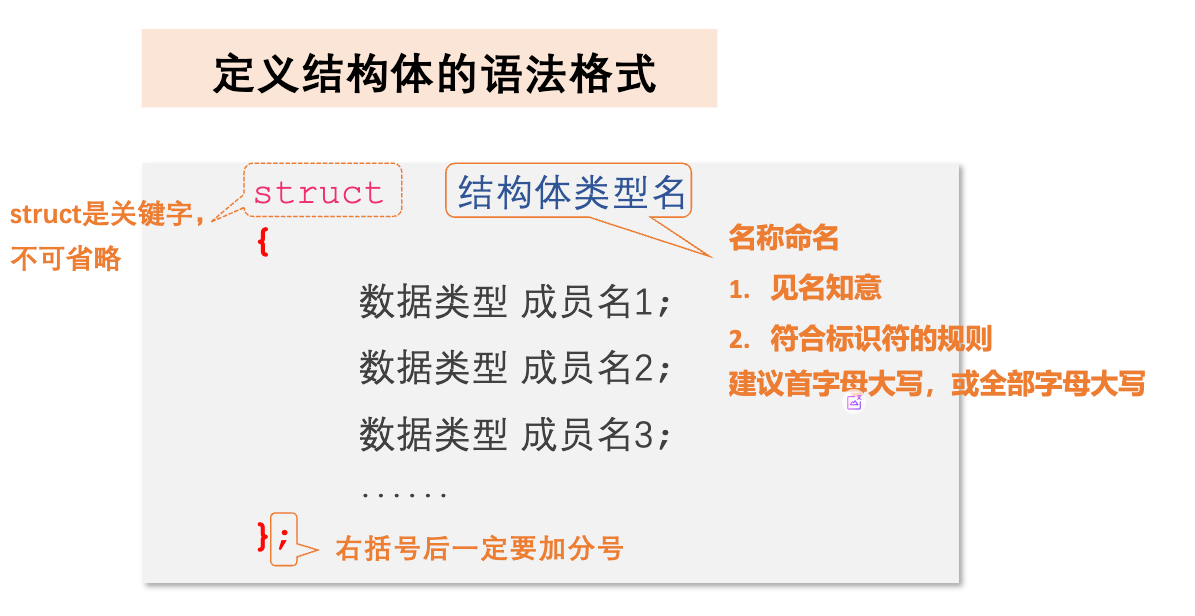 定义结构体的语法格式
struct 结构体类型名
struct是关键字，
不可省略
{
名称命名
1. 见名知意
2. 符合标识符的规则
建议首字母大写，或全部字母大写
数据类型 成员名1；
数据类型 成员名2；
数据类型 成员名3；
......
};
右括号后一定要加分号